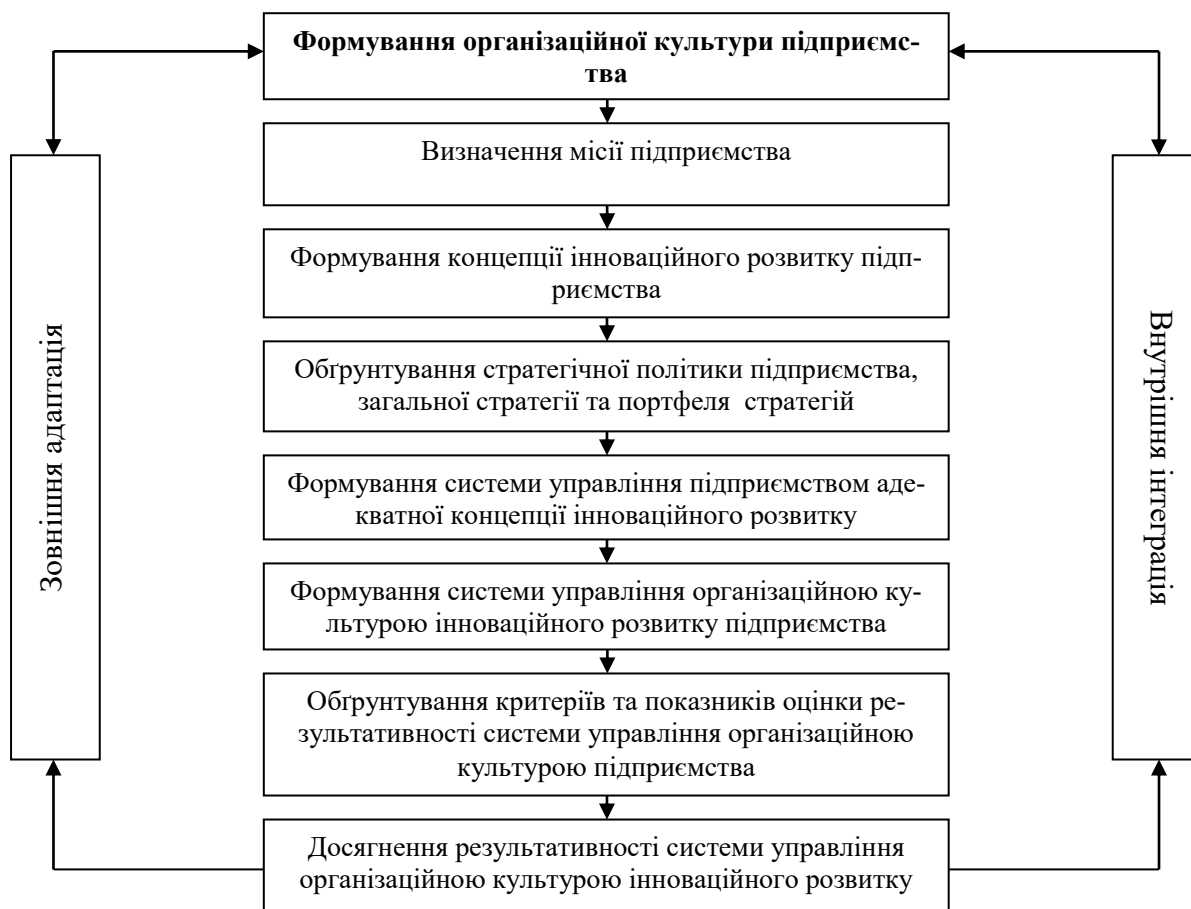 Формування організаційної культури підприємс-
тва
Визначення місії підприємства
Формування концепції інноваційного розвитку підп-
риємства
Обґрунтування стратегічної політики підприємства,
загальної стратегії та портфеля стратегій
Формування системи управління підприємством аде-
кватної концепції інноваційного розвитку
Формування системи управління організаційною ку-
льтурою інноваційного розвитку підприємства
Обґрунтування критеріїв та показників оцінки ре-
зультативності системи управління організаційною
культурою підприємства
Досягнення результативності системи управління
організаційною культурою інноваційного розвитку
Зовнішня адаптація
Внутрішня інтеграція